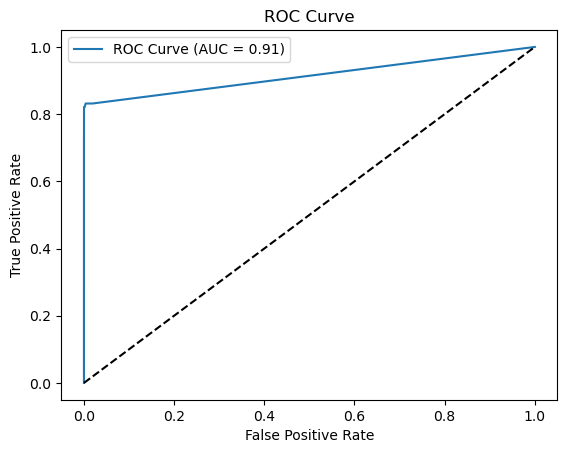 ROC Curve
ROC Curve (AUC = 0.91)
1.0
0.8
0.6
0.4
0.2
0.0
True Positive Rate
0.0 0.2 0.4 0.6 0.8 1.0
False Positive Rate